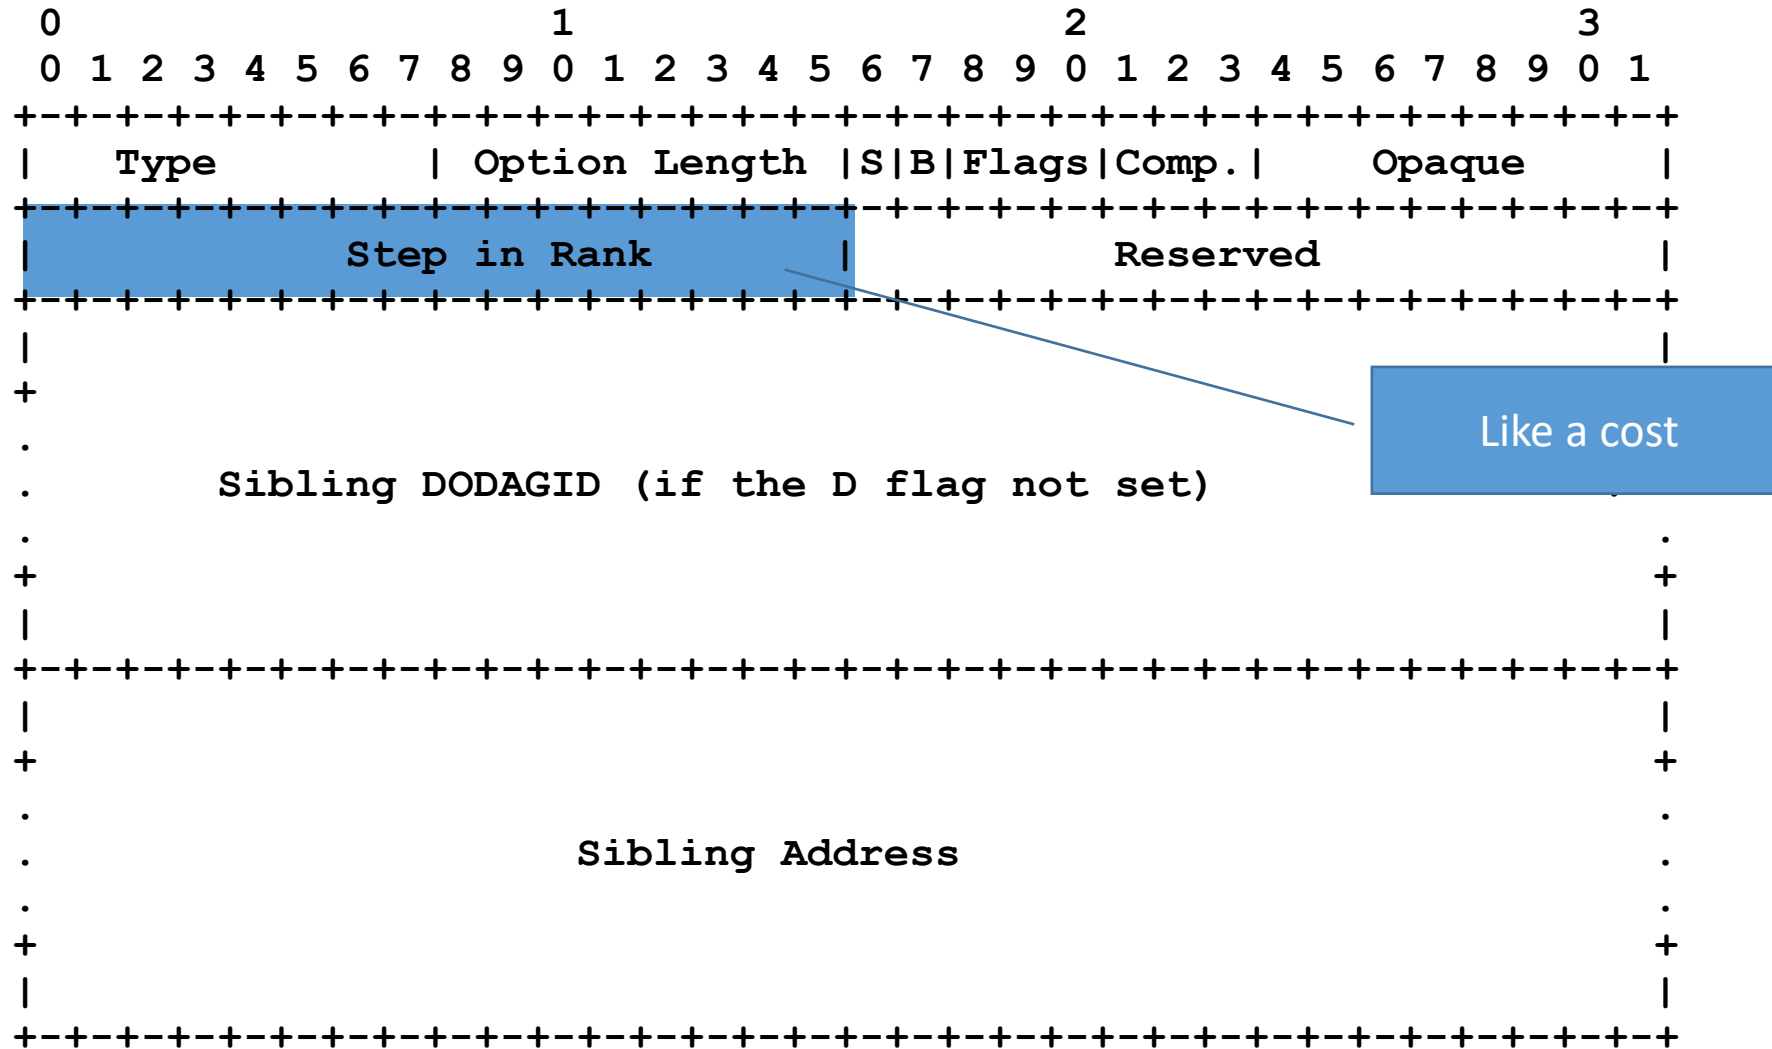 0                   1                   2                   3
0 1 2 3 4 5 6 7 8 9 0 1 2 3 4 5 6 7 8 9 0 1 2 3 4 5 6 7 8 9 0 1
+-+-+-+-+-+-+-+-+-+-+-+-+-+-+-+-+-+-+-+-+-+-+-+-+-+-+-+-+-+-+-+-+
|   Type        | Option Length |S|B|Flags|Comp.|    Opaque     |
+-+-+-+-+-+-+-+-+-+-+-+-+-+-+-+-+-+-+-+-+-+-+-+-+-+-+-+-+-+-+-+-+
|            Step in Rank       |          Reserved             |
+-+-+-+-+-+-+-+-+-+-+-+-+-+-+-+-+-+-+-+-+-+-+-+-+-+-+-+-+-+-+-+-+
|                                                               |
+
Like a cost
.
.       Sibling DODAGID (if the D flag not set)               .
.                                                               .
+                                                               +
|                                                               |
+-+-+-+-+-+-+-+-+-+-+-+-+-+-+-+-+-+-+-+-+-+-+-+-+-+-+-+-+-+-+-+-+
|                                                               |
+                                                               +
.                                                               .
.                     Sibling Address                           .
.                                                               .
+                                                               +
|                                                               |
+-+-+-+-+-+-+-+-+-+-+-+-+-+-+-+-+-+-+-+-+-+-+-+-+-+-+-+-+-+-+-+-+